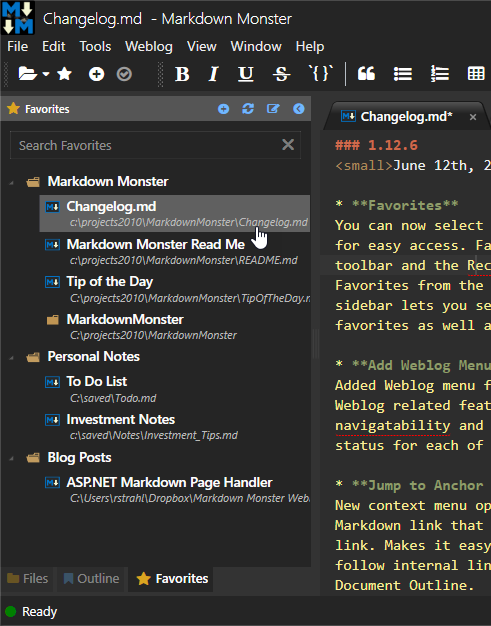 Changelog.md - Markdown Monster
File Edit Tools Weblog View Window Help
B I U S `{}`
Favorites
Changelog.md* ×
Search Favorites
### 1.12.6
<small>June 12th, 2
Markdown Monster
Changelog.md
c:\projects2010\MarkdownMonster\Changelog.md
Markdown Monster Read Me
c:\projects2010\MarkdownMonster\README.md
Tip of the Day
C:\projects2010\MarkdownMonster\TipOfTheDay.m
MarkdownMonster
C:\projects2010\MarkdownMonster
Personal Notes
To Do List
C:\saved\Todo.md
Investment Notes
c:\saved\Notes\Investment_Tips.md
Blog Posts
ASP.NET Markdown Page Handler
C:\Users\rstrahl\Dropbox\Markdown Monster Web
* **Favorites**
You can now select
for easy access. Fa
toolbar and the Rec
Favorites from the
sidebar lets you se
favorites as well a
* **Add Weblog Menu
Added Weblog menu f
Weblog related feat
navigatability and
status for each of
* **Jump to Anchor
New context menu op
Markdown link that
link. Makes it easy
follow internal lin
Document Outline.
Files Outline Favorites
Ready